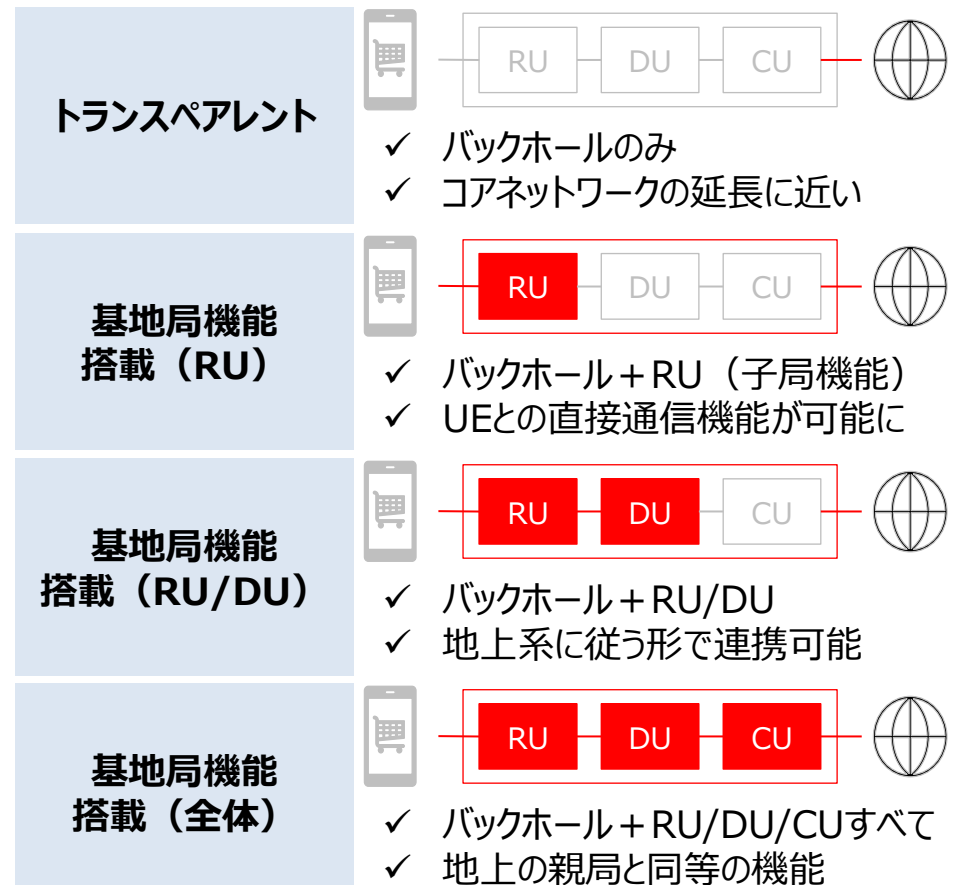 トランスペアレント
RU DU CU
✓ バックホールのみ
✓ コアネットワークの延長に近い
基地局機能
搭載（RU）
RU DU CU
✓ バックホール＋RU（子局機能）
✓ UEとの直接通信機能が可能に
基地局機能
搭載（RU/DU）
RU DU CU
✓ バックホール＋RU/DU
✓ 地上系に従う形で連携可能
基地局機能
搭載（全体）
RU DU CU
✓ バックホール＋RU/DU/CUすべて
✓ 地上の親局と同等の機能